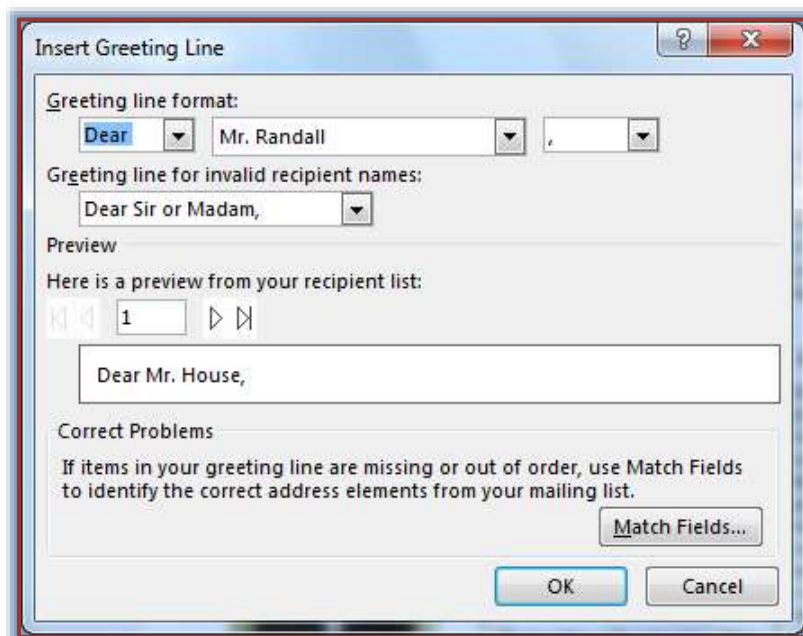 Insert Greeting Line
?
Greeting line format:
Dear Mr. Randall ,
Greeting line for invalid recipient names:
Dear Sir or Madam,
Preview
Here is a preview from your recipient list:
1
Dear Mr. House,
Correct Problems
If items in your greeting line are missing or out of order, use Match Fields
to identify the correct address elements from your mailing list.
Match Fields...
OK Cancel